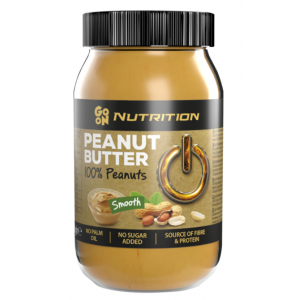 GO
ON
NUTRITION
PEANUT
BUTTER
100% Peanuts
Smooth
NO PALM
OIL
NO SUGAR
ADDED
SOURCE OF FIBRE
& PROTEIN